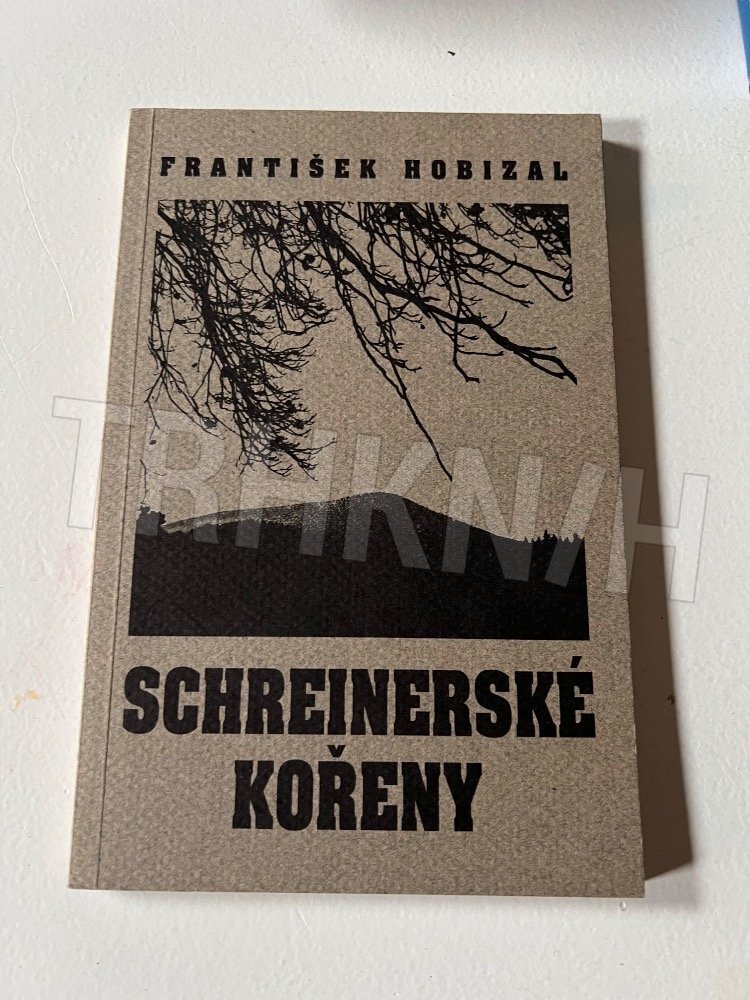 FRANTIŠEK HOBIZAL
TRHKNIH
SCHREINERSKÉ
KOŘENY